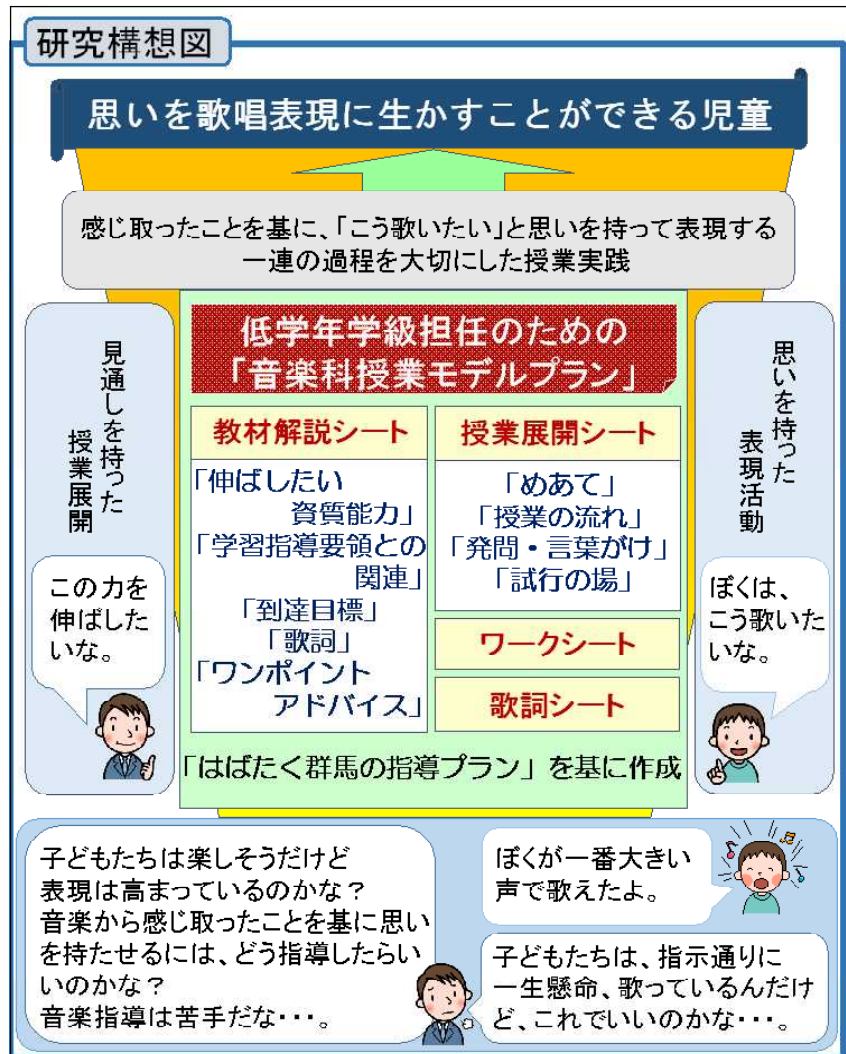 研究構想図
思いを歌唱表現に生かすことができる児童
感じ取ったことを基に、「こう歌いたい」と思いを持って表現する
一連の過程を大切にした授業実践
見通しを持った
授業展開
この力を
伸ばした
いな。
低学年学級担任のための
「音楽科授業モデルプラン」
教材解説シート
「伸ばしたい
資質能力」
「学習指導要領との
関連」
「到達目標」
「歌詞」
「ワンポイント
アドバイス」
授業展開シート
「めあて」
「授業の流れ」
「発問・言葉がけ」
「試行の場」
ワークシート
歌詞シート
「はばたく群馬の指導プラン」を基に作成
思いを持った
表現活動
ぼくは、
こう歌いた
いな。
子どもたちは楽しそうだけど
表現は高まっているのかな？
音楽から感じ取ったことを基に思い
を持たせるには、どう指導したらい
いのかな？
音楽指導は苦手だな・・・。
ぼくが一番大きい
声で歌えたよ。
子どもたちは、指示通りに
一生懸命、歌っているんだけ
ど、これでいいのかな・・・。